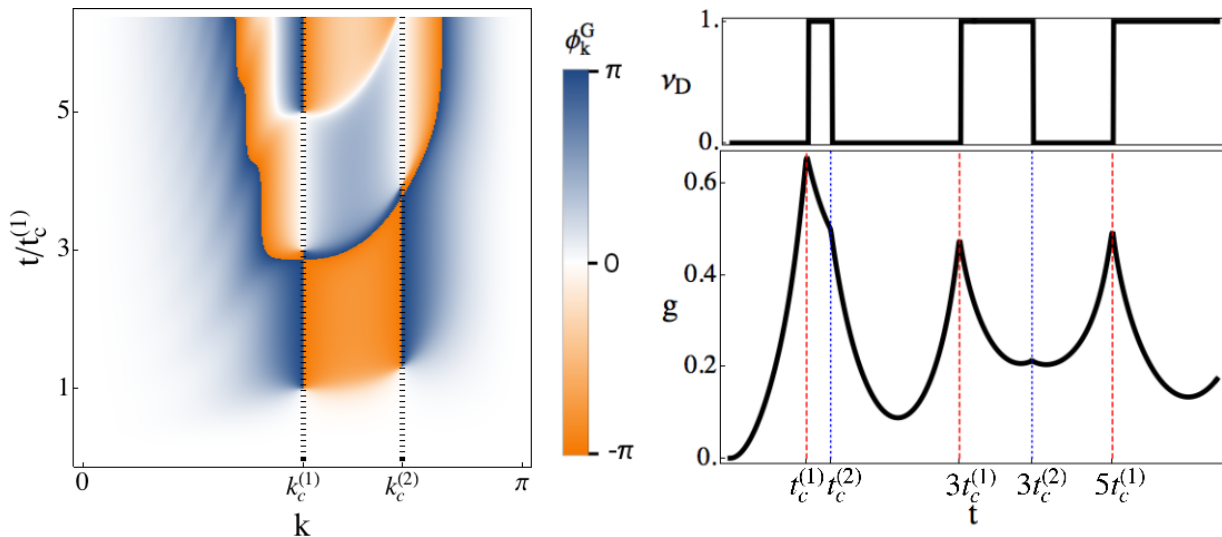 t/t_c^(1)
5
3
1
0
k_c^(1)
k_c^(2)
π
k
ϕ_k^G
π
0
-π
ν_D
1.
0.
g
0.6
0.4
0.2
0.
t_c^(1)
t_c^(2)
3t_c^(1)
3t_c^(2)
5t_c^(1)
t